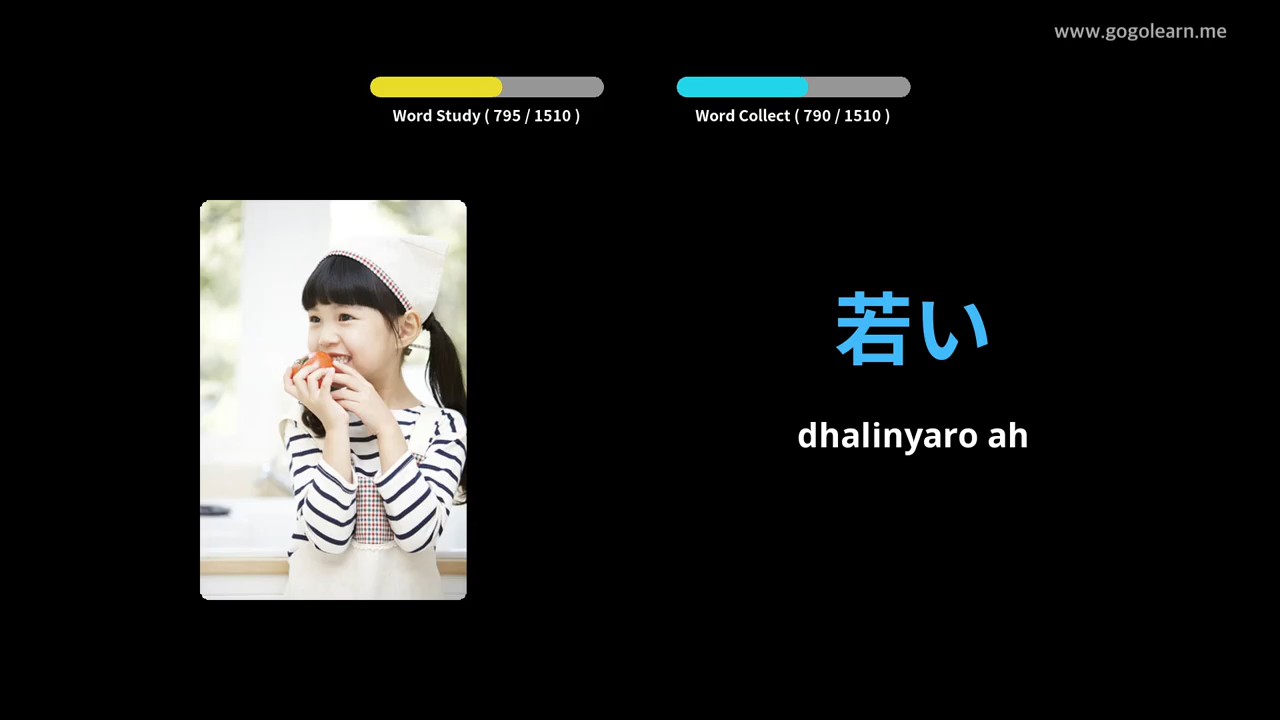 www.gogolearn.me
Word Study ( 795 / 1510 )
Word Collect ( 790 / 1510 )
若い
dhalinyaro ah